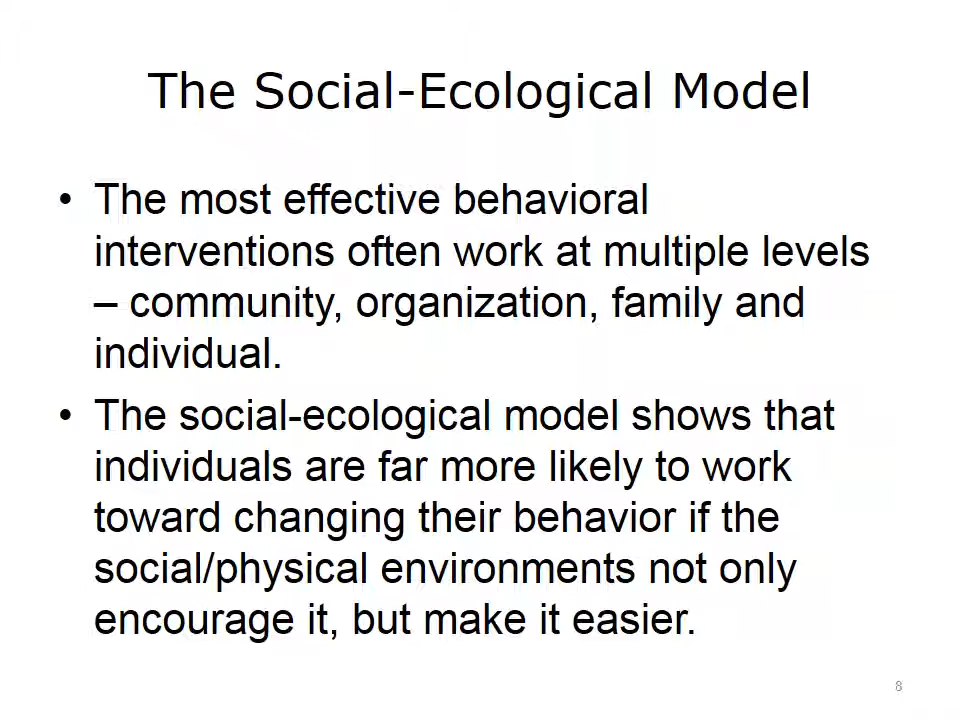 The Social-Ecological Model
• The most effective behavioral
interventions often work at multiple levels
– community, organization, family and
individual.
• The social-ecological model shows that
individuals are far more likely to work
toward changing their behavior if the
social/physical environments not only
encourage it, but make it easier.
8